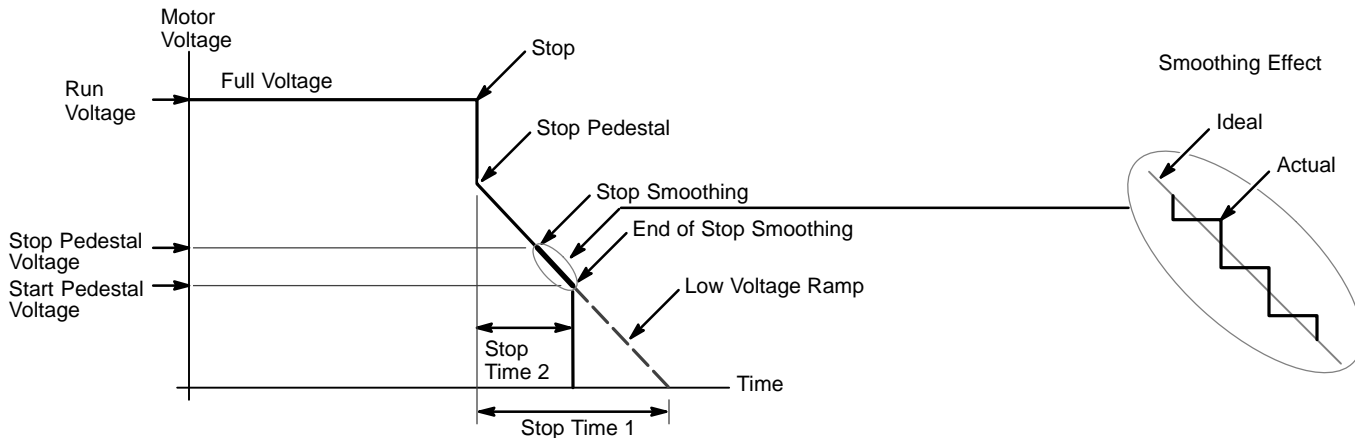 Motor
Voltage
Stop
Smoothing Effect
Full Voltage
Run
Voltage
Ideal
Stop Pedestal
Actual
Stop Smoothing
End of Stop Smoothing
Stop Pedestal
Voltage
Start Pedestal
Voltage
Low Voltage Ramp
Stop
Time 2
Time
Stop Time 1